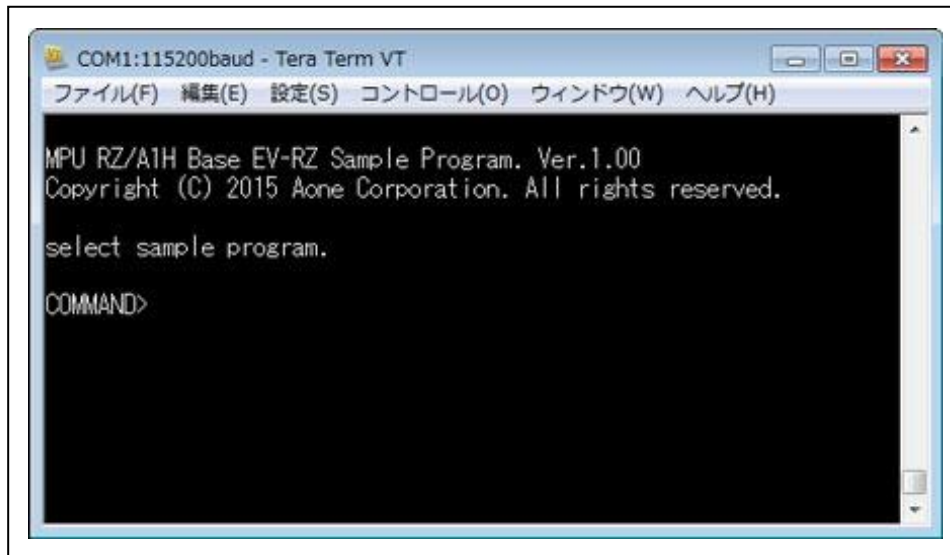 COM1:115200baud - Tera Term VT
ファイル(F) 編集(E) 設定(S) コントロール(O) ウィンドウ(W) ヘルプ(H)
MPU RZ/A1H Base EV-RZ Sample Program. Ver.1.00
Copyright (C) 2015 Aone Corporation. All rights reserved.
select sample program.
COMMAND>